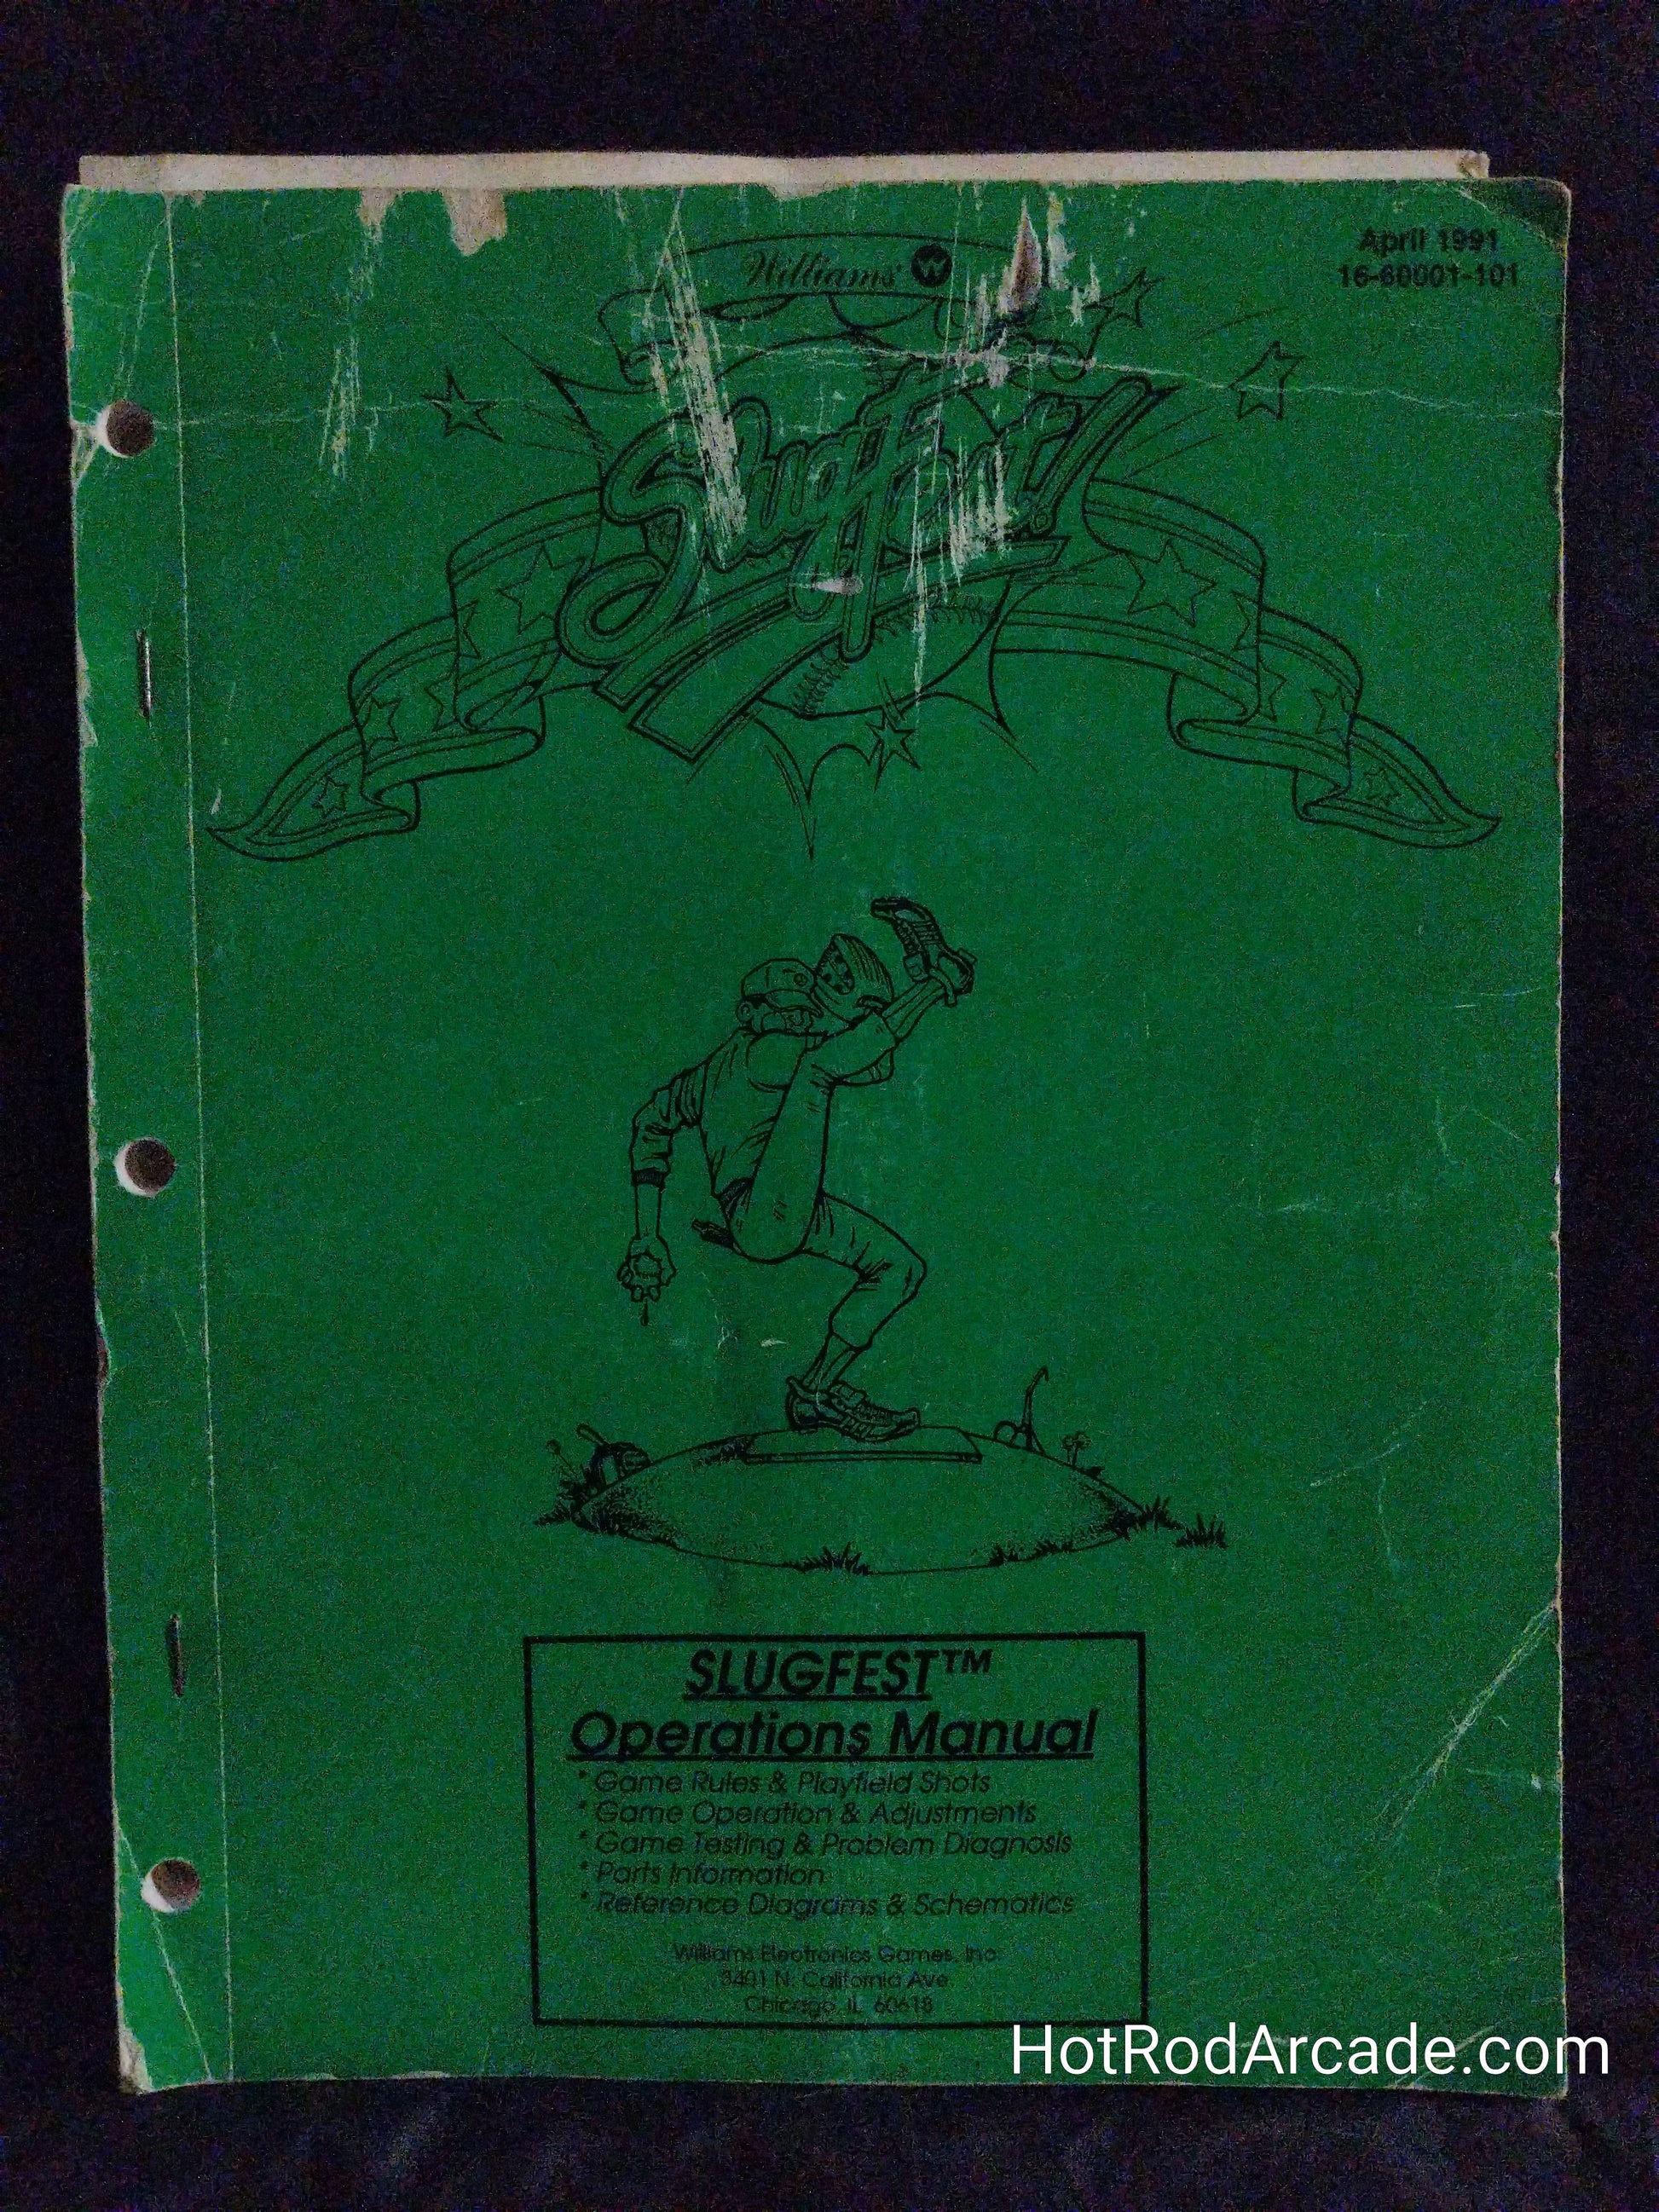 April 1991
16-60001-101
Williams W
SlugFest!
SLUGFEST™
Operations Manual
* Game Rules & Playfield Shots
* Game Operation & Adjustments
* Game Testing & Problem Diagnosis
* Parts Information
* Reference Diagrams & Schematics
Williams Electronics Games, Inc.
3401 N. California Ave.
Chicago, IL 60618
HotRodArcade.com